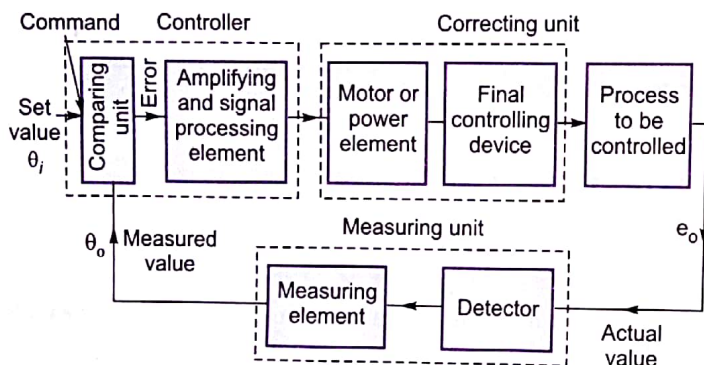 Command
Controller
Correcting unit
Set
value
θi
Comparing
unit
Error
Amplifying
and signal
processing
element
Motor or
power
element
Final
controlling
device
Process
to be
controlled
θo
Measured
value
Measuring unit
eo
Measuring
element
Detector
Actual
value